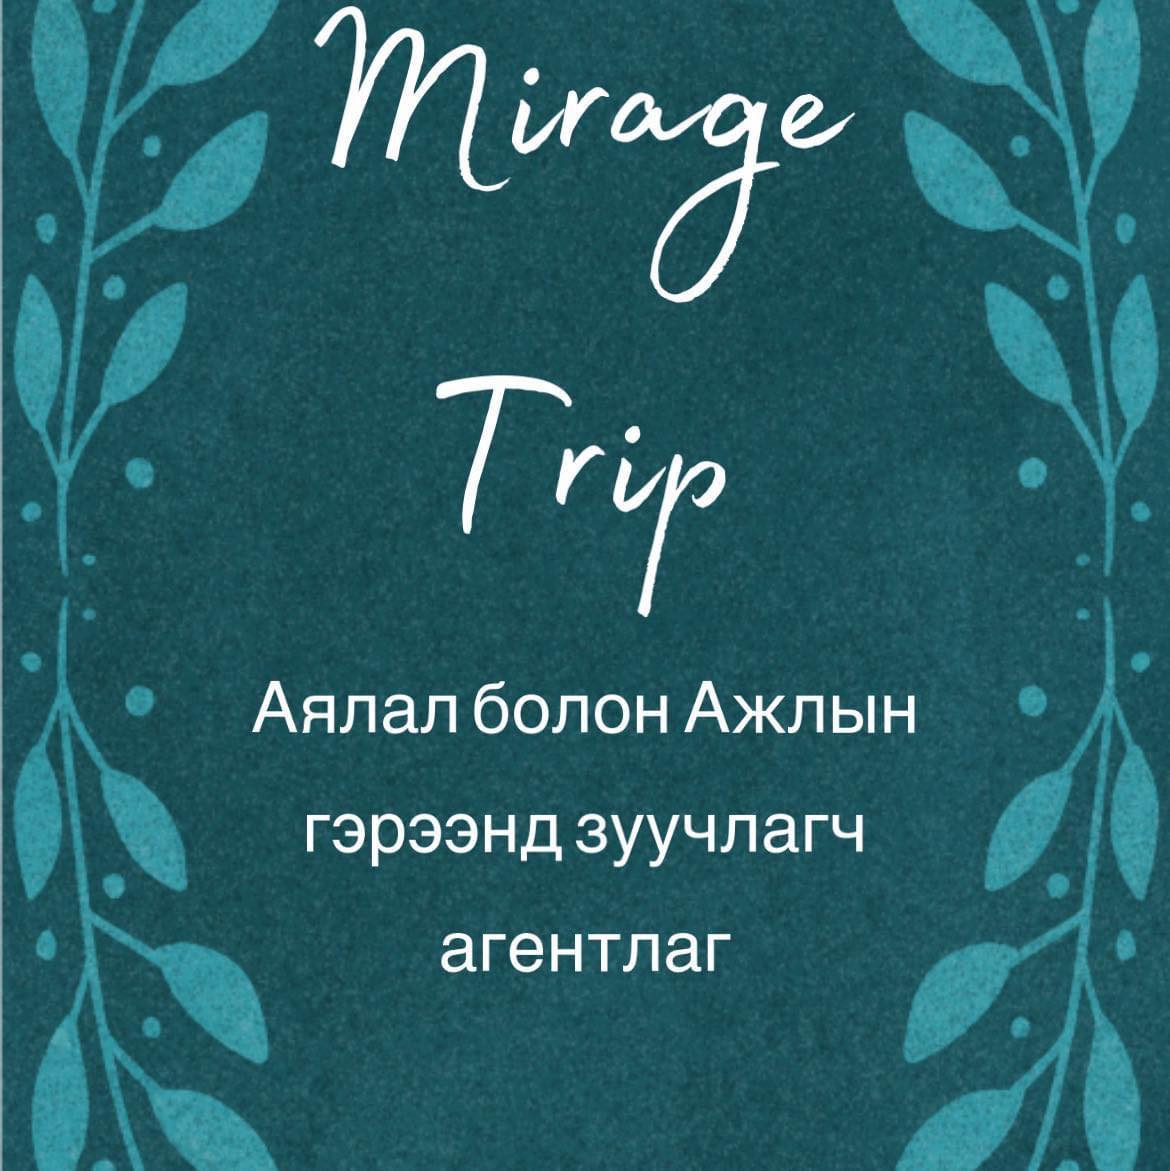 Mirage
Trip
Аялал болон Ажлын
гэрээнд зуучлагч
агентлаг